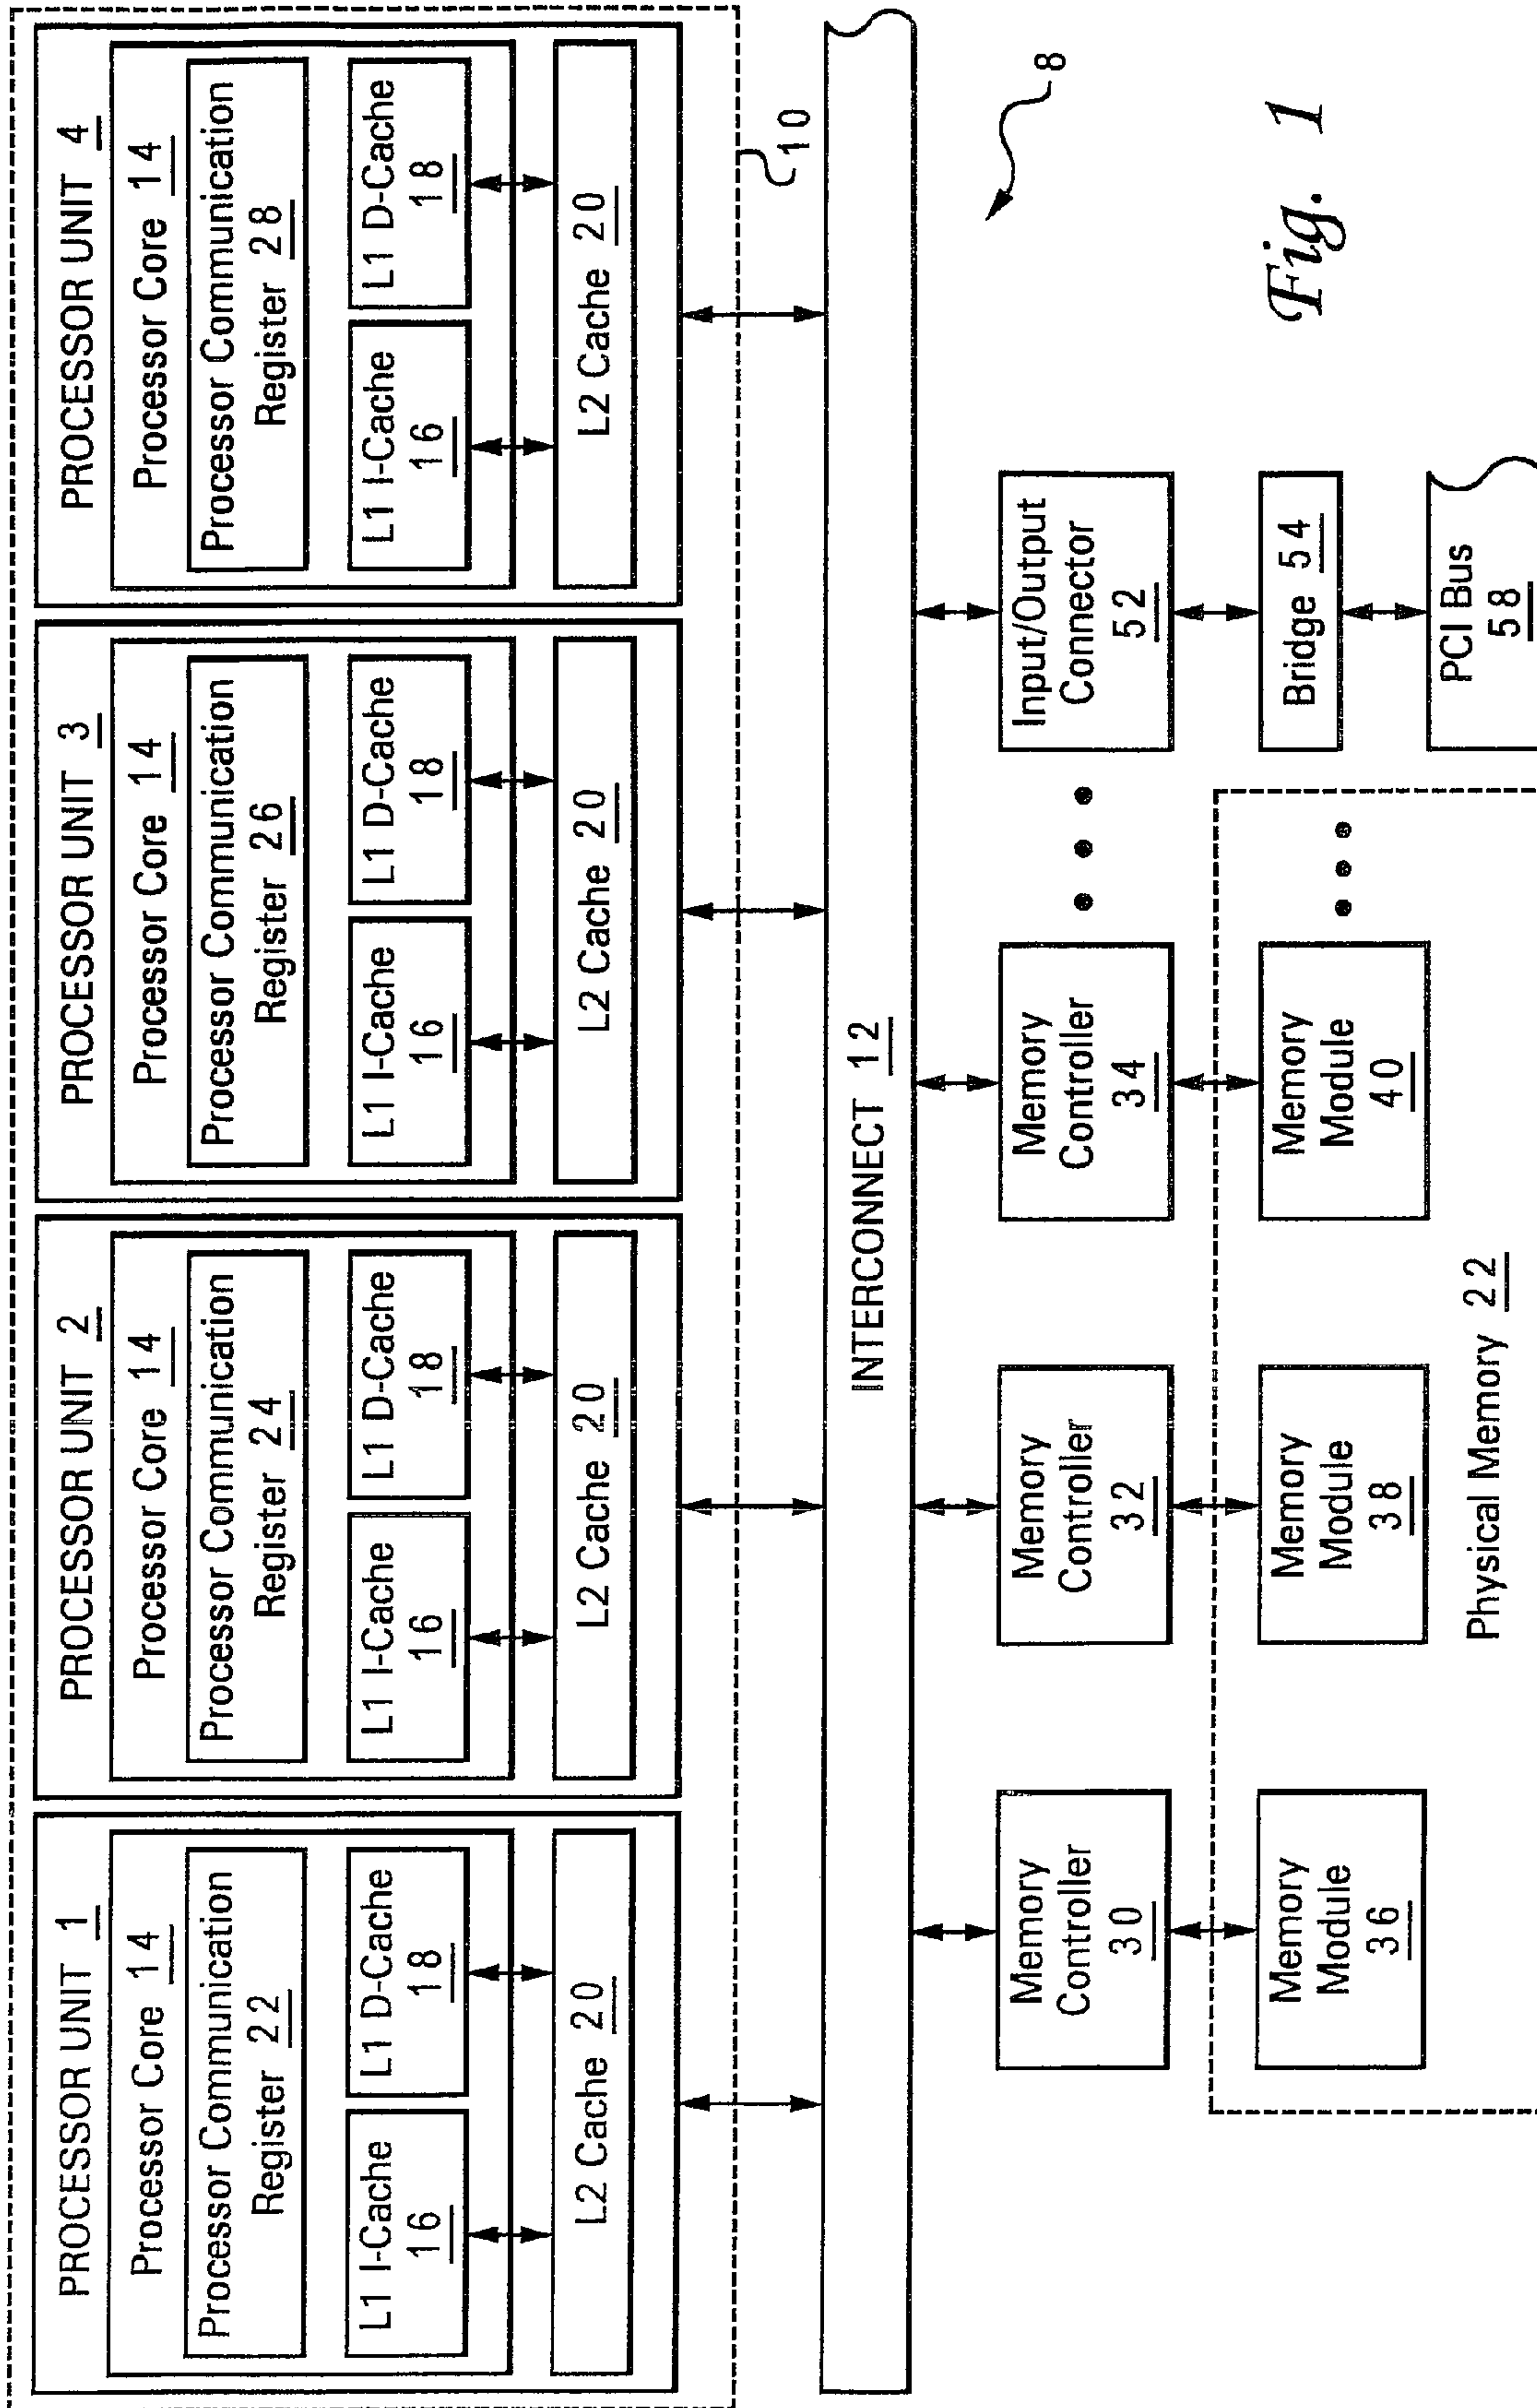 PROCESSOR UNIT 1
Processor Core 14
Processor Communication
Register 22
L1 I-Cache
16
L1 D-Cache
18
L2 Cache 20
PROCESSOR UNIT 2
Processor Core 14
Processor Communication
Register 24
L1 I-Cache
16
L1 D-Cache
18
L2 Cache 20
PROCESSOR UNIT 3
Processor Core 14
Processor Communication
Register 26
L1 I-Cache
16
L1 D-Cache
18
L2 Cache 20
PROCESSOR UNIT 4
Processor Core 14
Processor Communication
Register 28
L1 I-Cache
16
L1 D-Cache
18
L2 Cache 20
10
INTERCONNECT 12
8
Memory
Controller
30
Memory
Controller
32
Memory
Controller
34
Input/Output
Connector
52
Memory
Module
36
Memory
Module
38
Memory
Module
40
Bridge 54
PCI Bus
58
Physical Memory 22
Fig. 1